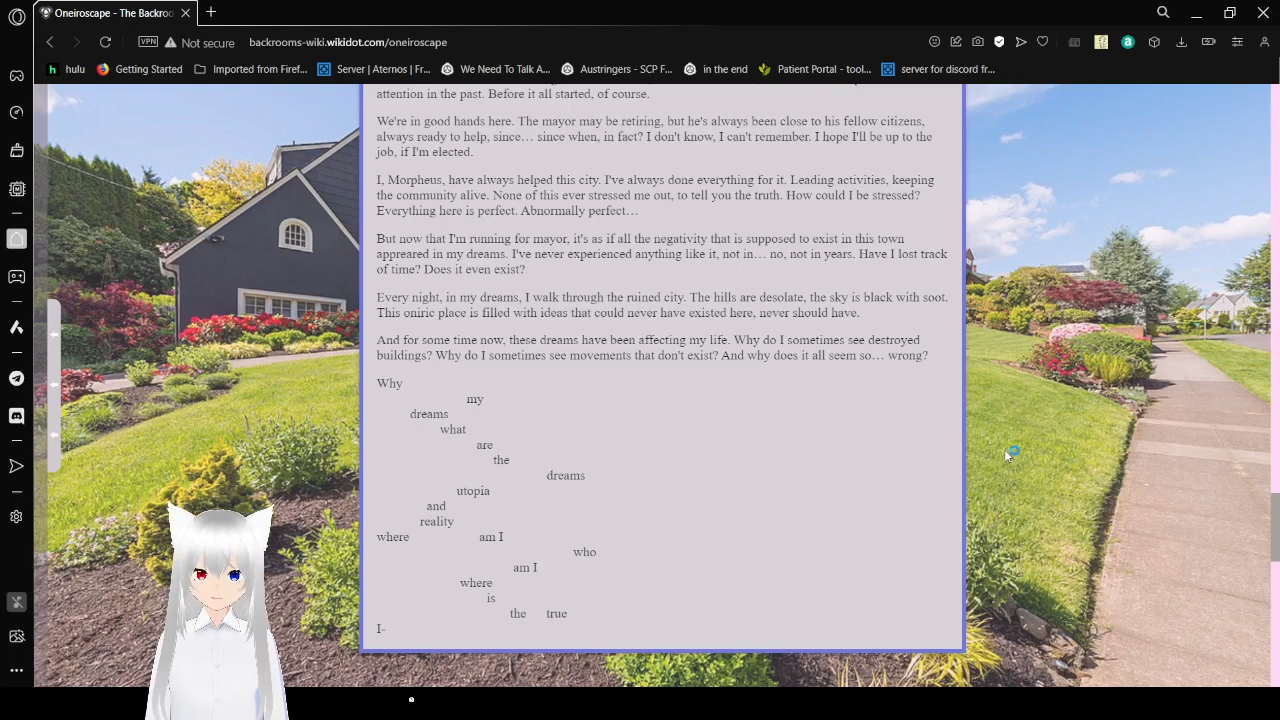 Oneiroscape - The Backroo
VPN Not secure backrooms-wiki.wikidot.com/oneiroscape
hulu Getting Started Imported from Firef... Server | Aternos | Fr... We Need To Talk A... Austringers - SCP F... in the end Patient Portal - tool... server for discord fr...
attention in the past. Before it all started, of course.
We're in good hands here. The mayor may be retiring, but he's always been close to his fellow citizens,
always ready to help, since… since when, in fact? I don't know, I can't remember. I hope I'll be up to the
job, if I'm elected.
I, Morpheus, have always helped this city. I've always done everything for it. Leading activities, keeping
the community alive. None of this ever stressed me out, to tell you the truth. How could I be stressed?
Everything here is perfect. Abnormally perfect…
But now that I'm running for mayor, it's as if all the negativity that is supposed to exist in this town
appreared in my dreams. I've never experienced anything like it, not in… no, not in years. Have I lost track
of time? Does it even exist?
Every night, in my dreams, I walk through the ruined city. The hills are desolate, the sky is black with soot.
This oniric place is filled with ideas that could never have existed here, never should have.
And for some time now, these dreams have been affecting my life. Why do I sometimes see destroyed
buildings? Why do I sometimes see movements that don't exist? And why does it all seem so… wrong?
Why
my
dreams
what
are
the
dreams
utopia
and
reality
where am I
who
am I
where
is
the true
I-